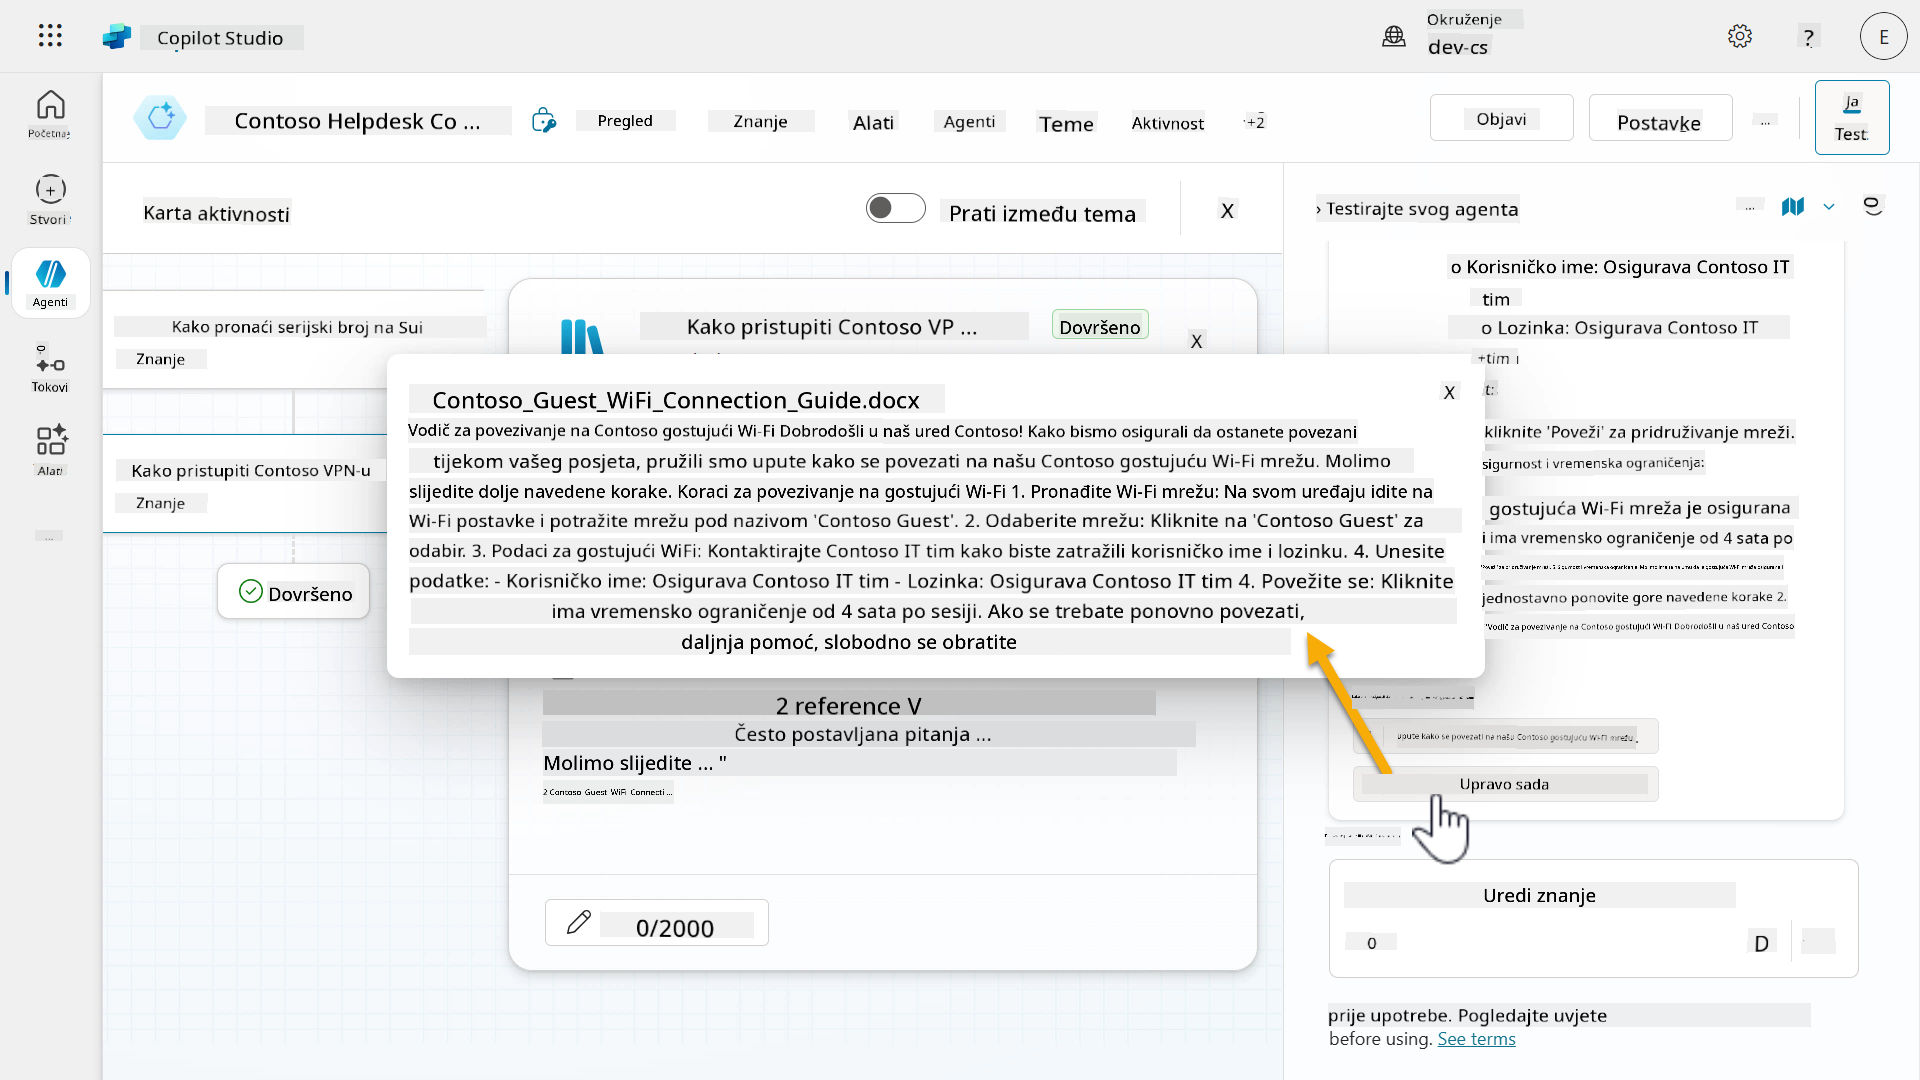 Copilot Studio
Okruženje
dev-cs
?
E
Početnaj
Stvori
Agenti
Tokovi
Alati
...
Contoso Helpdesk Co ...
Pregled
Znanje
Alati
Agenti
Teme
Aktivnost
+2
Objavi
Postavke
...
Ja
Test
Karta aktivnosti
Prati između tema
X
Kako pronaći serijski broj na Sui
Znanje
Kako pristupiti Contoso VPN-u
Znanje
Dovršeno
Kako pristupiti Contoso VP ...
Dovršeno
X
Contoso_Guest_WiFi_Connection_Guide.docx
X
Vodič za povezivanje na Contoso gostujući Wi-Fi Dobrodošli u naš ured Contoso! Kako bismo osigurali da ostanete povezani
tijekom vašeg posjeta, pružili smo upute kako se povezati na našu Contoso gostujuću Wi-Fi mrežu. Molimo
slijedite dolje navedene korake. Koraci za povezivanje na gostujući Wi-Fi 1. Pronađite Wi-Fi mrežu: Na svom uređaju idite na
Wi-Fi postavke i potražite mrežu pod nazivom 'Contoso Guest'. 2. Odaberite mrežu: Kliknite na 'Contoso Guest' za
odabir. 3. Podaci za gostujući WiFi: Kontaktirajte Contoso IT tim kako biste zatražili korisničko ime i lozinku. 4. Unesite
podatke: - Korisničko ime: Osigurava Contoso IT tim - Lozinka: Osigurava Contoso IT tim 4. Povežite se: Kliknite
ima vremensko ograničenje od 4 sata po sesiji. Ako se trebate ponovno povezati,
daljnja pomoć, slobodno se obratite
2 reference V
Često postavljana pitanja ...
Molimo slijedite ... "
2 Contoso Guest WiFi Connecti ...
0/2000
› Testirajte svog agenta
...
o Korisničko ime: Osigurava Contoso IT
tim
o Lozinka: Osigurava Contoso IT
+tim
t:
kliknite 'Poveži' za pridruživanje mreži.
sigurnost i vremenska ograničenja:
gostujuća Wi-Fi mreža je osigurana
i ima vremensko ograničenje od 4 sata po
jednostavno ponovite gore navedene korake 2.
"Vodič za povezivanje na Contoso gostujući Wi-Fi Dobrodošli u naš ured Contoso
upute kako se povezati na našu Contoso gostujuću Wi-Fi mrežu.
Upravo sada
Uredi znanje
0
D
prije upotrebe. Pogledajte uvjete
before using. See terms